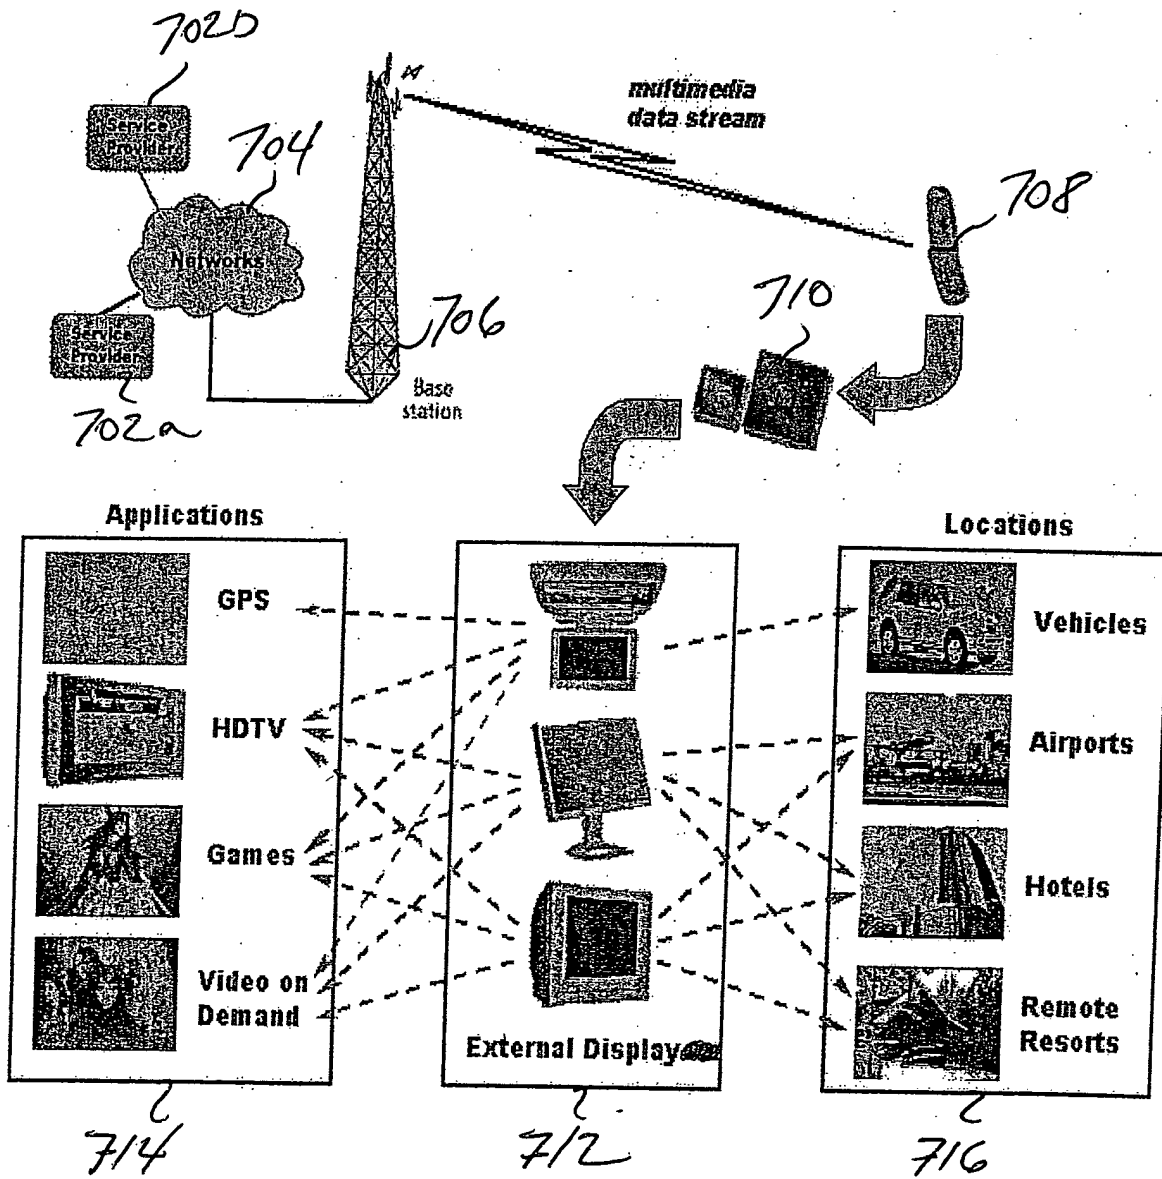 702b
Service
Provider
704
Networks
Service
Provider
702a
706
Base
station
multimedia
data stream
708
710
Applications
GPS
HDTV
Games
Video on
Demand
714
External Display
712
Locations
Vehicles
Airports
Hotels
Remote
Resorts
716